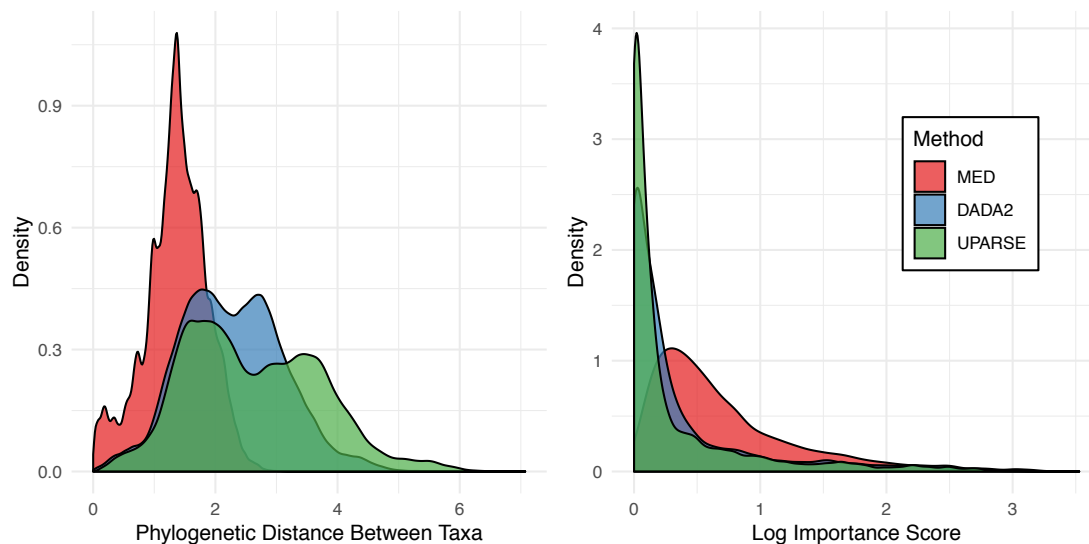 0.9
0.6
0.3
0.0
Density
0
2
4
6
Phylogenetic Distance Between Taxa
4
3
2
1
0
Density
0
1
2
3
Log Importance Score
Method
MED
DADA2
UPARSE